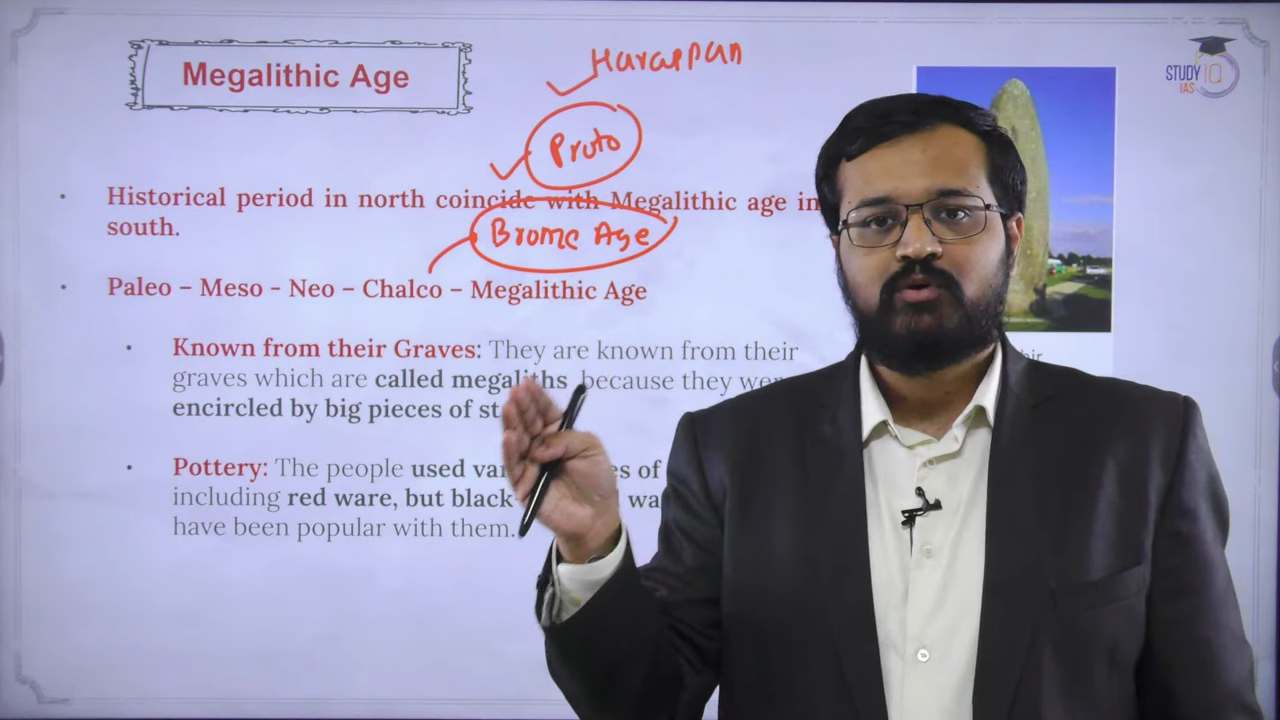 Megalithic Age
Harappan
Proto
STUDY IQ
IAS
Historical period in north coincide with Megalithic age in
south.
Bronze Age
Paleo – Meso - Neo – Chalco – Megalithic Age
Known from their Graves: They are known from their
graves which are called megaliths because they
encircled by big pieces of
Pottery: The people used of
including red ware, but black
have been popular with them.